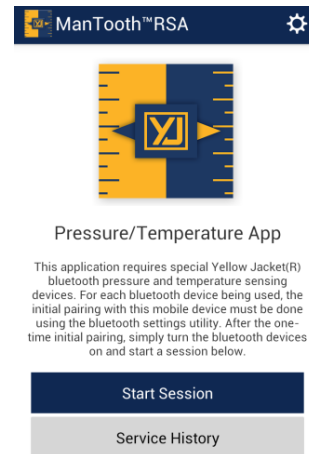 ManTooth™RSA
YJ
Pressure/Temperature App
This application requires special Yellow Jacket(R)
bluetooth pressure and temperature sensing
devices. For each bluetooth device being used, the
initial pairing with this mobile device must be done
using the bluetooth settings utility. After the one-
time initial pairing, simply turn the bluetooth devices
on and start a session below.
Start Session
Service History